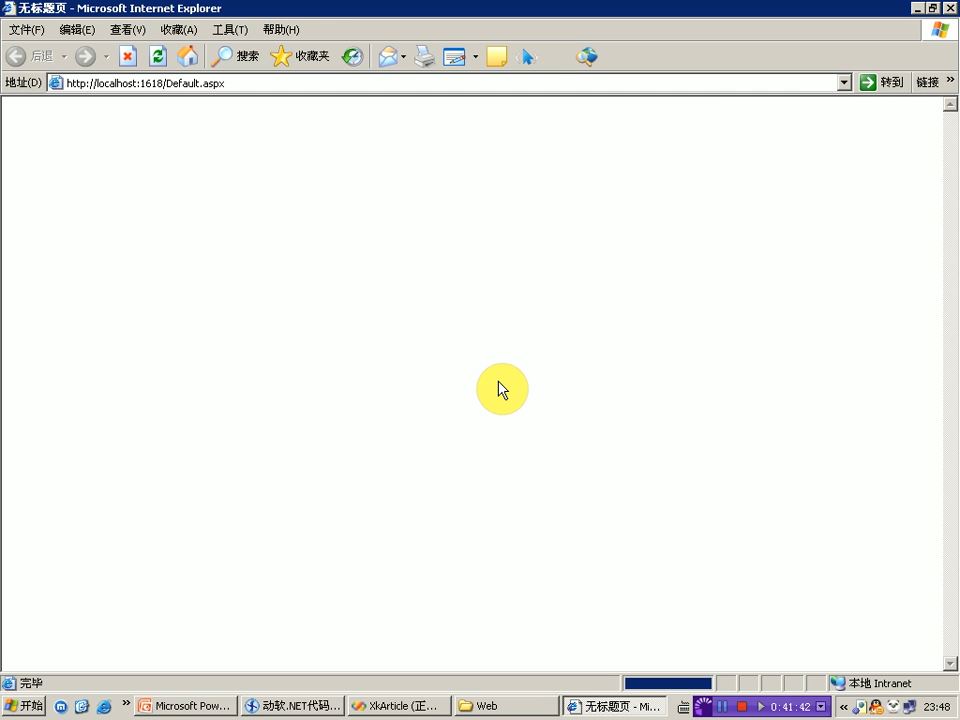 无标题页 - Microsoft Internet Explorer
文件(F) 编辑(E) 查看(V) 收藏(A) 工具(T) 帮助(H)
后退 搜索 收藏夹
地址(D) http://localhost:1618/Default.aspx 转到 链接 »
完毕 本地 Intranet
开始 » Microsoft Pow... 动软.NET代码... XkArticle (正... Web 无标题页 - Mi... 0:41:42 « 23:48